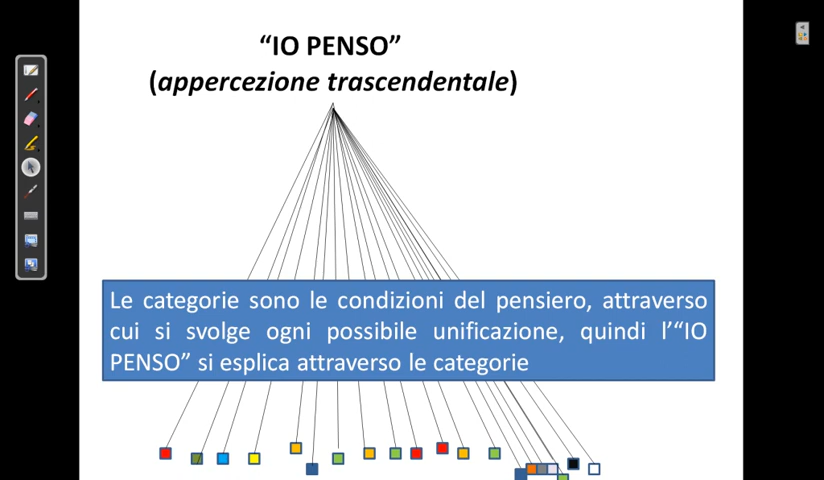 “IO PENSO”
(appercezione trascendentale)
Le categorie sono le condizioni del pensiero, attraverso
cui si svolge ogni possibile unificazione, quindi l’“IO
PENSO” si esplica attraverso le categorie